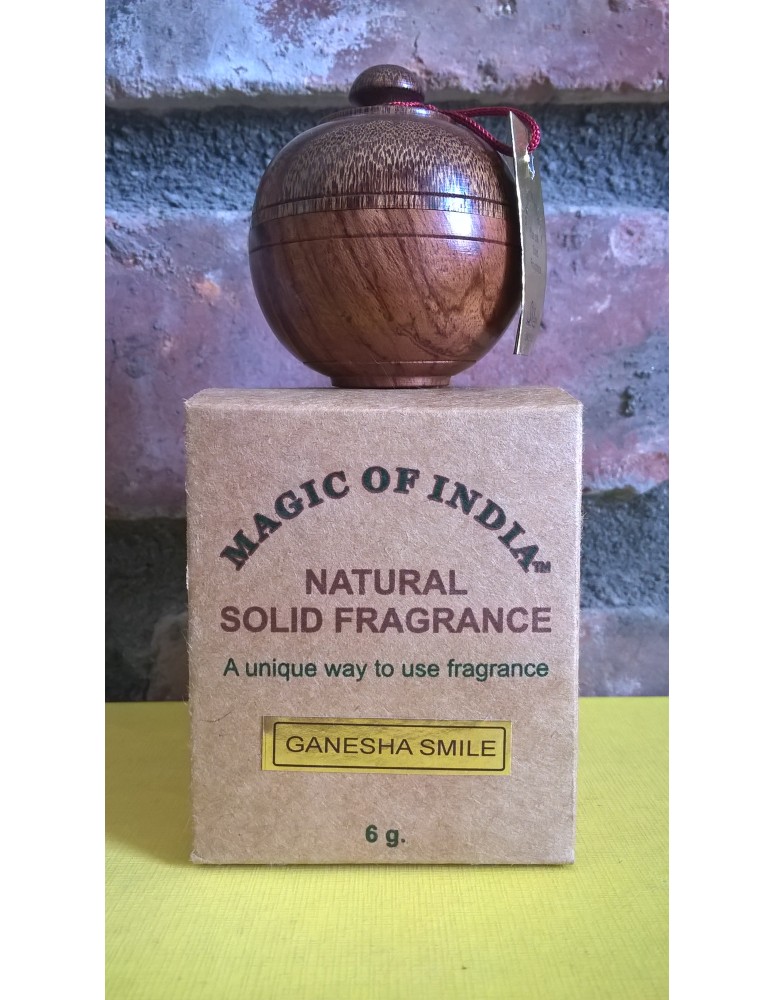 MAGIC OF INDIA™
NATURAL
SOLID FRAGRANCE
A unique way to use fragrance
GANESHA SMILE
6 g.